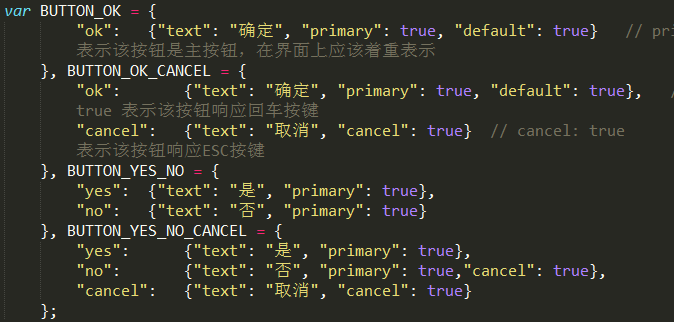 var BUTTON_OK = {
"ok": {"text": "确定", "primary": true, "default": true} // pri
表示该按钮是主按钮，在界面上应该着重表示
}, BUTTON_OK_CANCEL = {
"ok": {"text": "确定", "primary": true, "default": true}, /
true 表示该按钮响应回车按键
"cancel": {"text": "取消", "cancel": true} // cancel: true
表示该按钮响应ESC按键
}, BUTTON_YES_NO = {
"yes": {"text": "是", "primary": true},
"no": {"text": "否", "primary": true}
}, BUTTON_YES_NO_CANCEL = {
"yes": {"text": "是", "primary": true},
"no": {"text": "否", "primary": true,"cancel": true},
"cancel": {"text": "取消", "cancel": true}
};